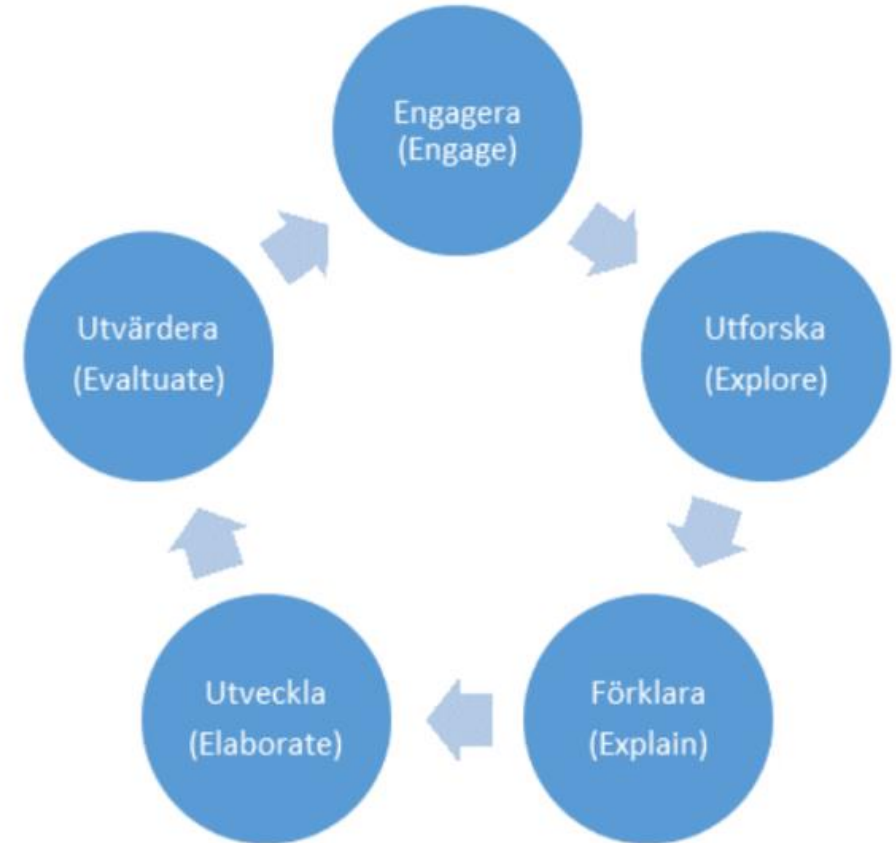 Engagera
(Engage)
Utforska
(Explore)
Förklara
(Explain)
Utveckla
(Elaborate)
Utvärdera
(Evaltuate)